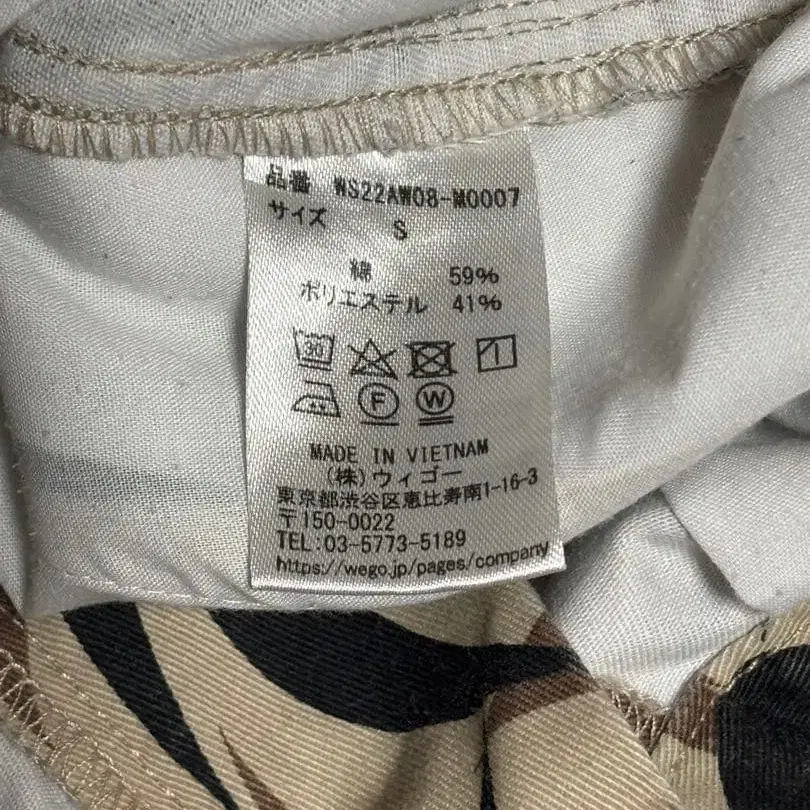 品番 WS22AW08-M0007
サイズ S
綿 59%
ポリエステル 41%
30
F W
MADE IN VIETNAM
(株)ウィゴー
東京都渋谷区恵比寿南1-16-3
〒150-0022
TEL:03-5773-5189
https://wego.jp/pages/company